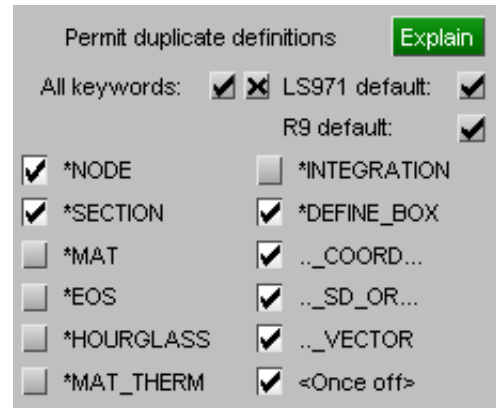 Permit duplicate definitions Explain
All keywords: LS971 default:
R9 default:
*NODE *INTEGRATION
*SECTION *DEFINE_BOX
*MAT .._COORD...
*EOS .._SD_OR...
*HOURGLASS .._VECTOR
*MAT_THERM <Once off>